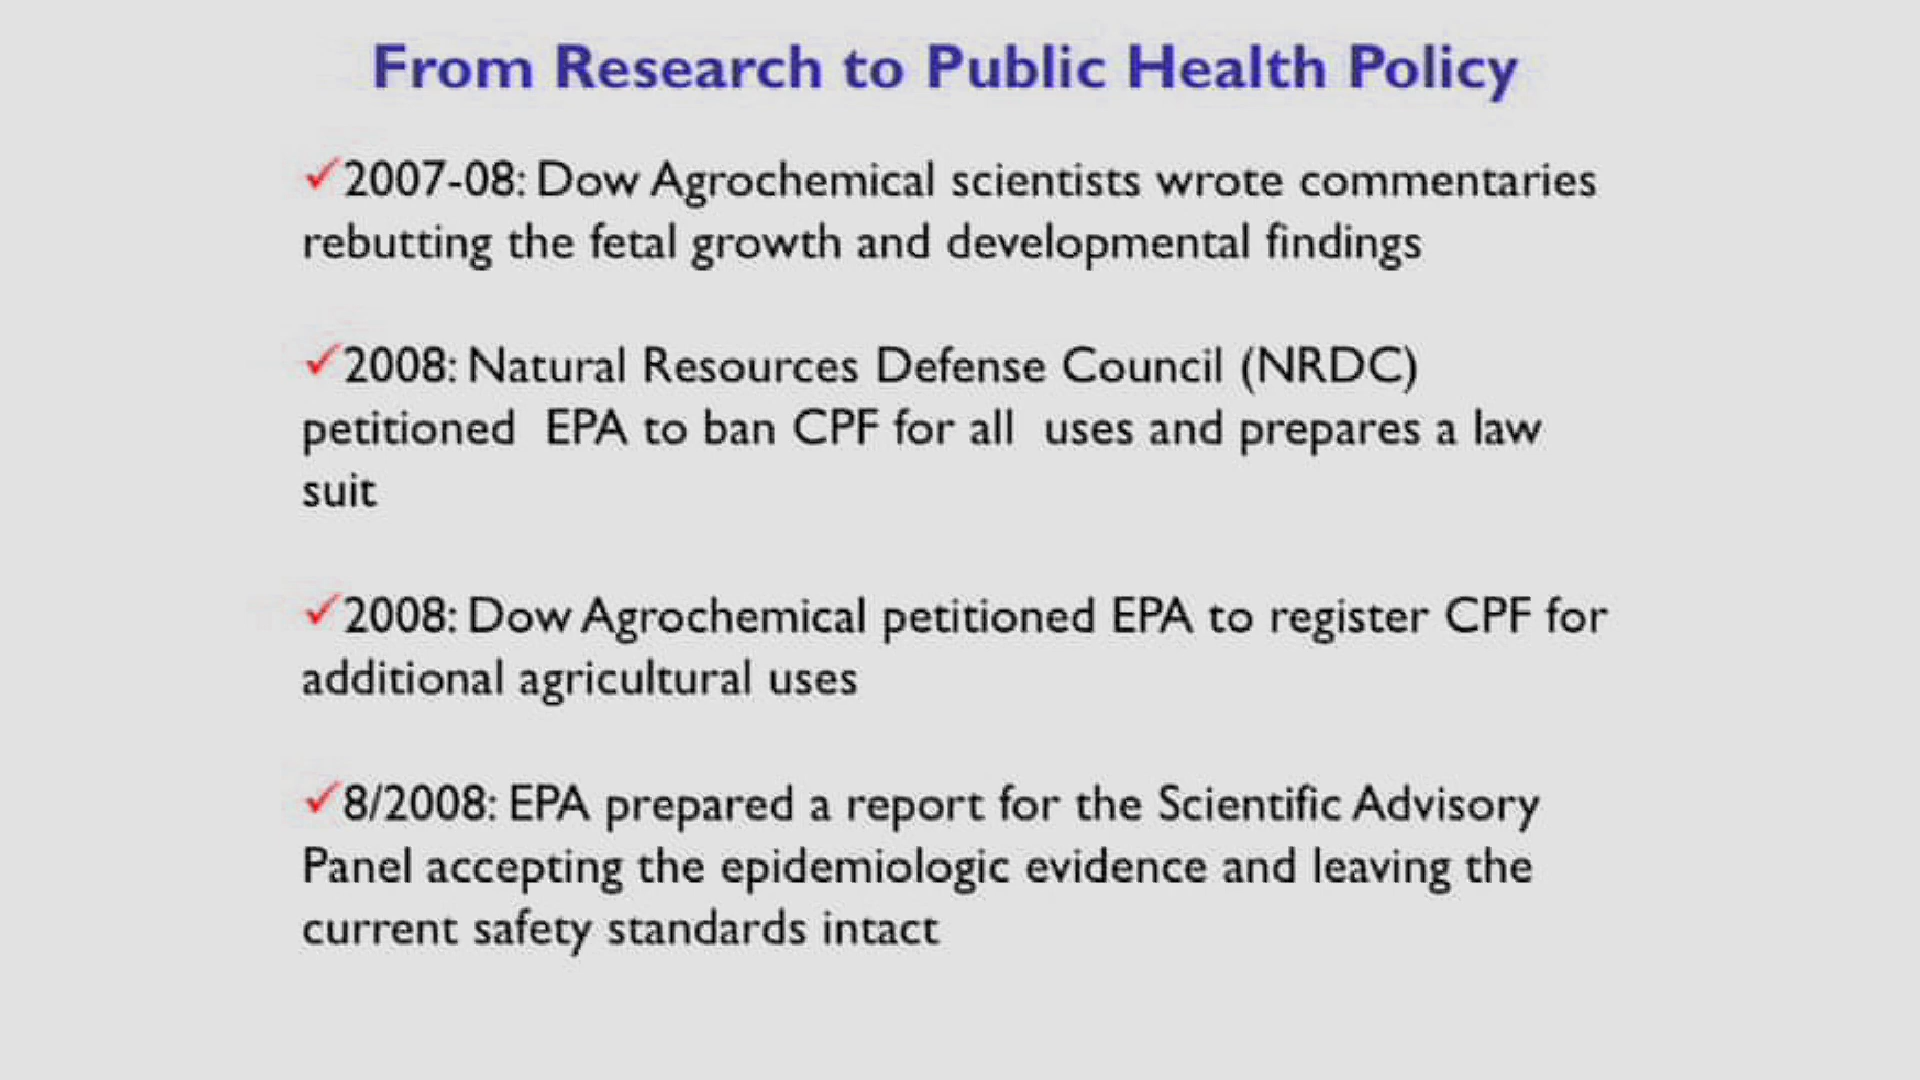 From Research to Public Health Policy
✓2007-08: Dow Agrochemical scientists wrote commentaries
rebutting the fetal growth and developmental findings
✓2008: Natural Resources Defense Council (NRDC)
petitioned  EPA to ban CPF for all  uses and prepares a law
suit
✓2008: Dow Agrochemical petitioned EPA to register CPF for
additional agricultural uses
✓8/2008: EPA prepared a report for the Scientific Advisory
Panel accepting the epidemiologic evidence and leaving the
current safety standards intact